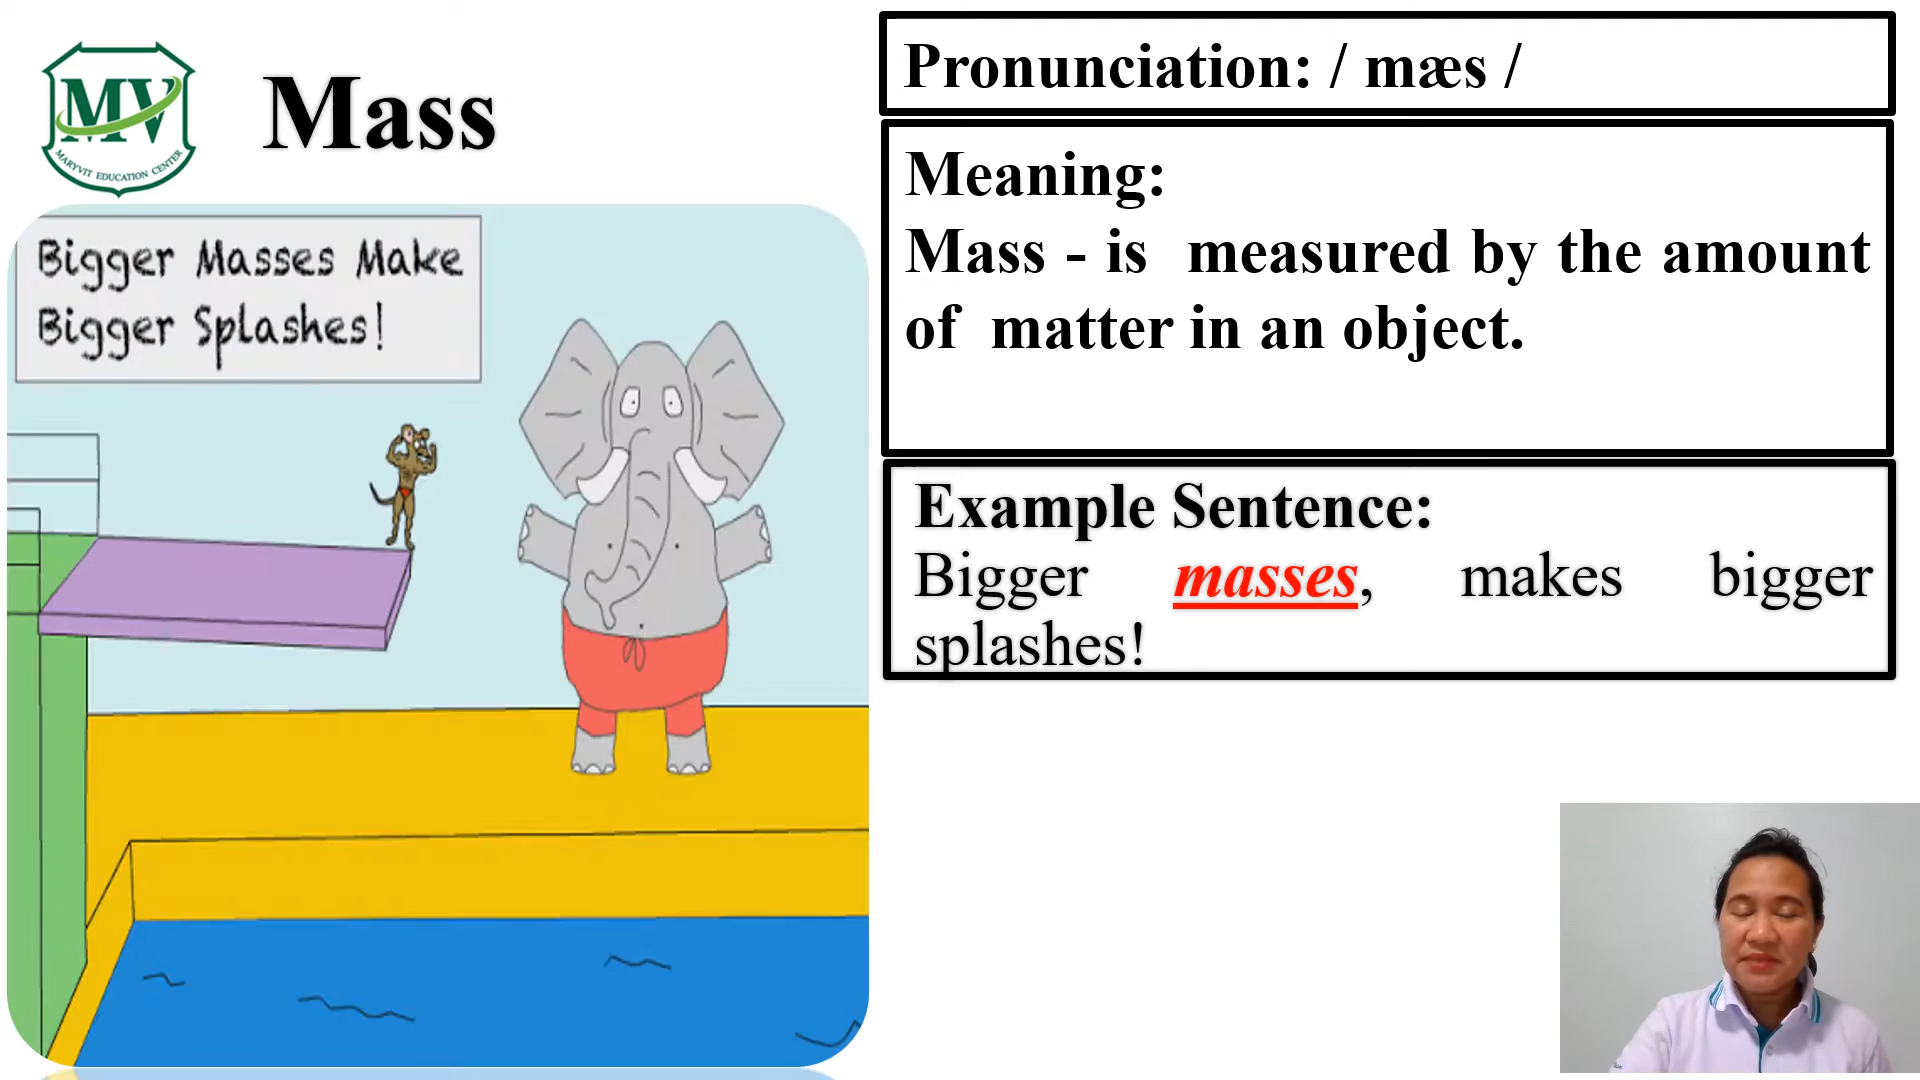 MV
MARYVIT EDUCATION CENTER
Mass
Pronunciation: / mæs /
Meaning:
Mass - is measured by the amount
of matter in an object.
Bigger Masses Make
Bigger Splashes!
Example Sentence:
Bigger masses, makes bigger
splashes!